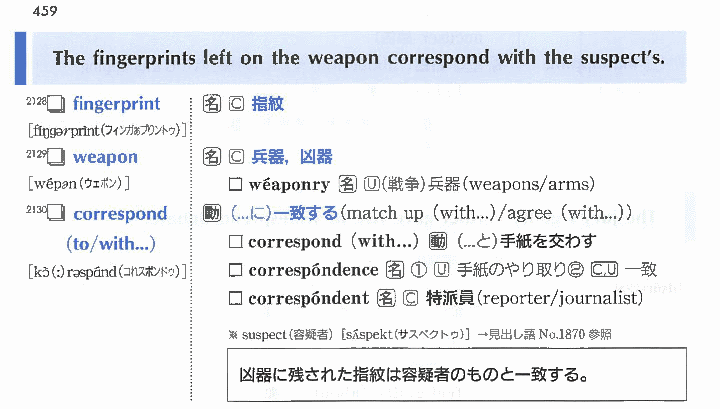 459
The fingerprints left on the weapon correspond with the suspect's.
2128 □ fingerprint 名 C 指紋
[fíŋgərprìnt(フィンガぁプリントゥ)]
2129 □ weapon 名 C 兵器，凶器
[wépən(ウェポン)] □ wéaponry 名 U(戦争)兵器(weapons/arms)
2130 □ correspond 動 (...に)一致する(match up (with...)/agree (with...))
(to/with...) □ correspond (with...) 動 (...と)手紙を交わす
[kɔ̀(:)rəspánd(コレスポンドゥ)] □ correspóndence 名 ① U 手紙のやり取り② C,U 一致
□ correspóndent 名 C 特派員(reporter/journalist)
※ suspect(容疑者) [sʌ́spekt(サスペクトゥ)] →見出し語 No.1870 参照
凶器に残された指紋は容疑者のものと一致する。